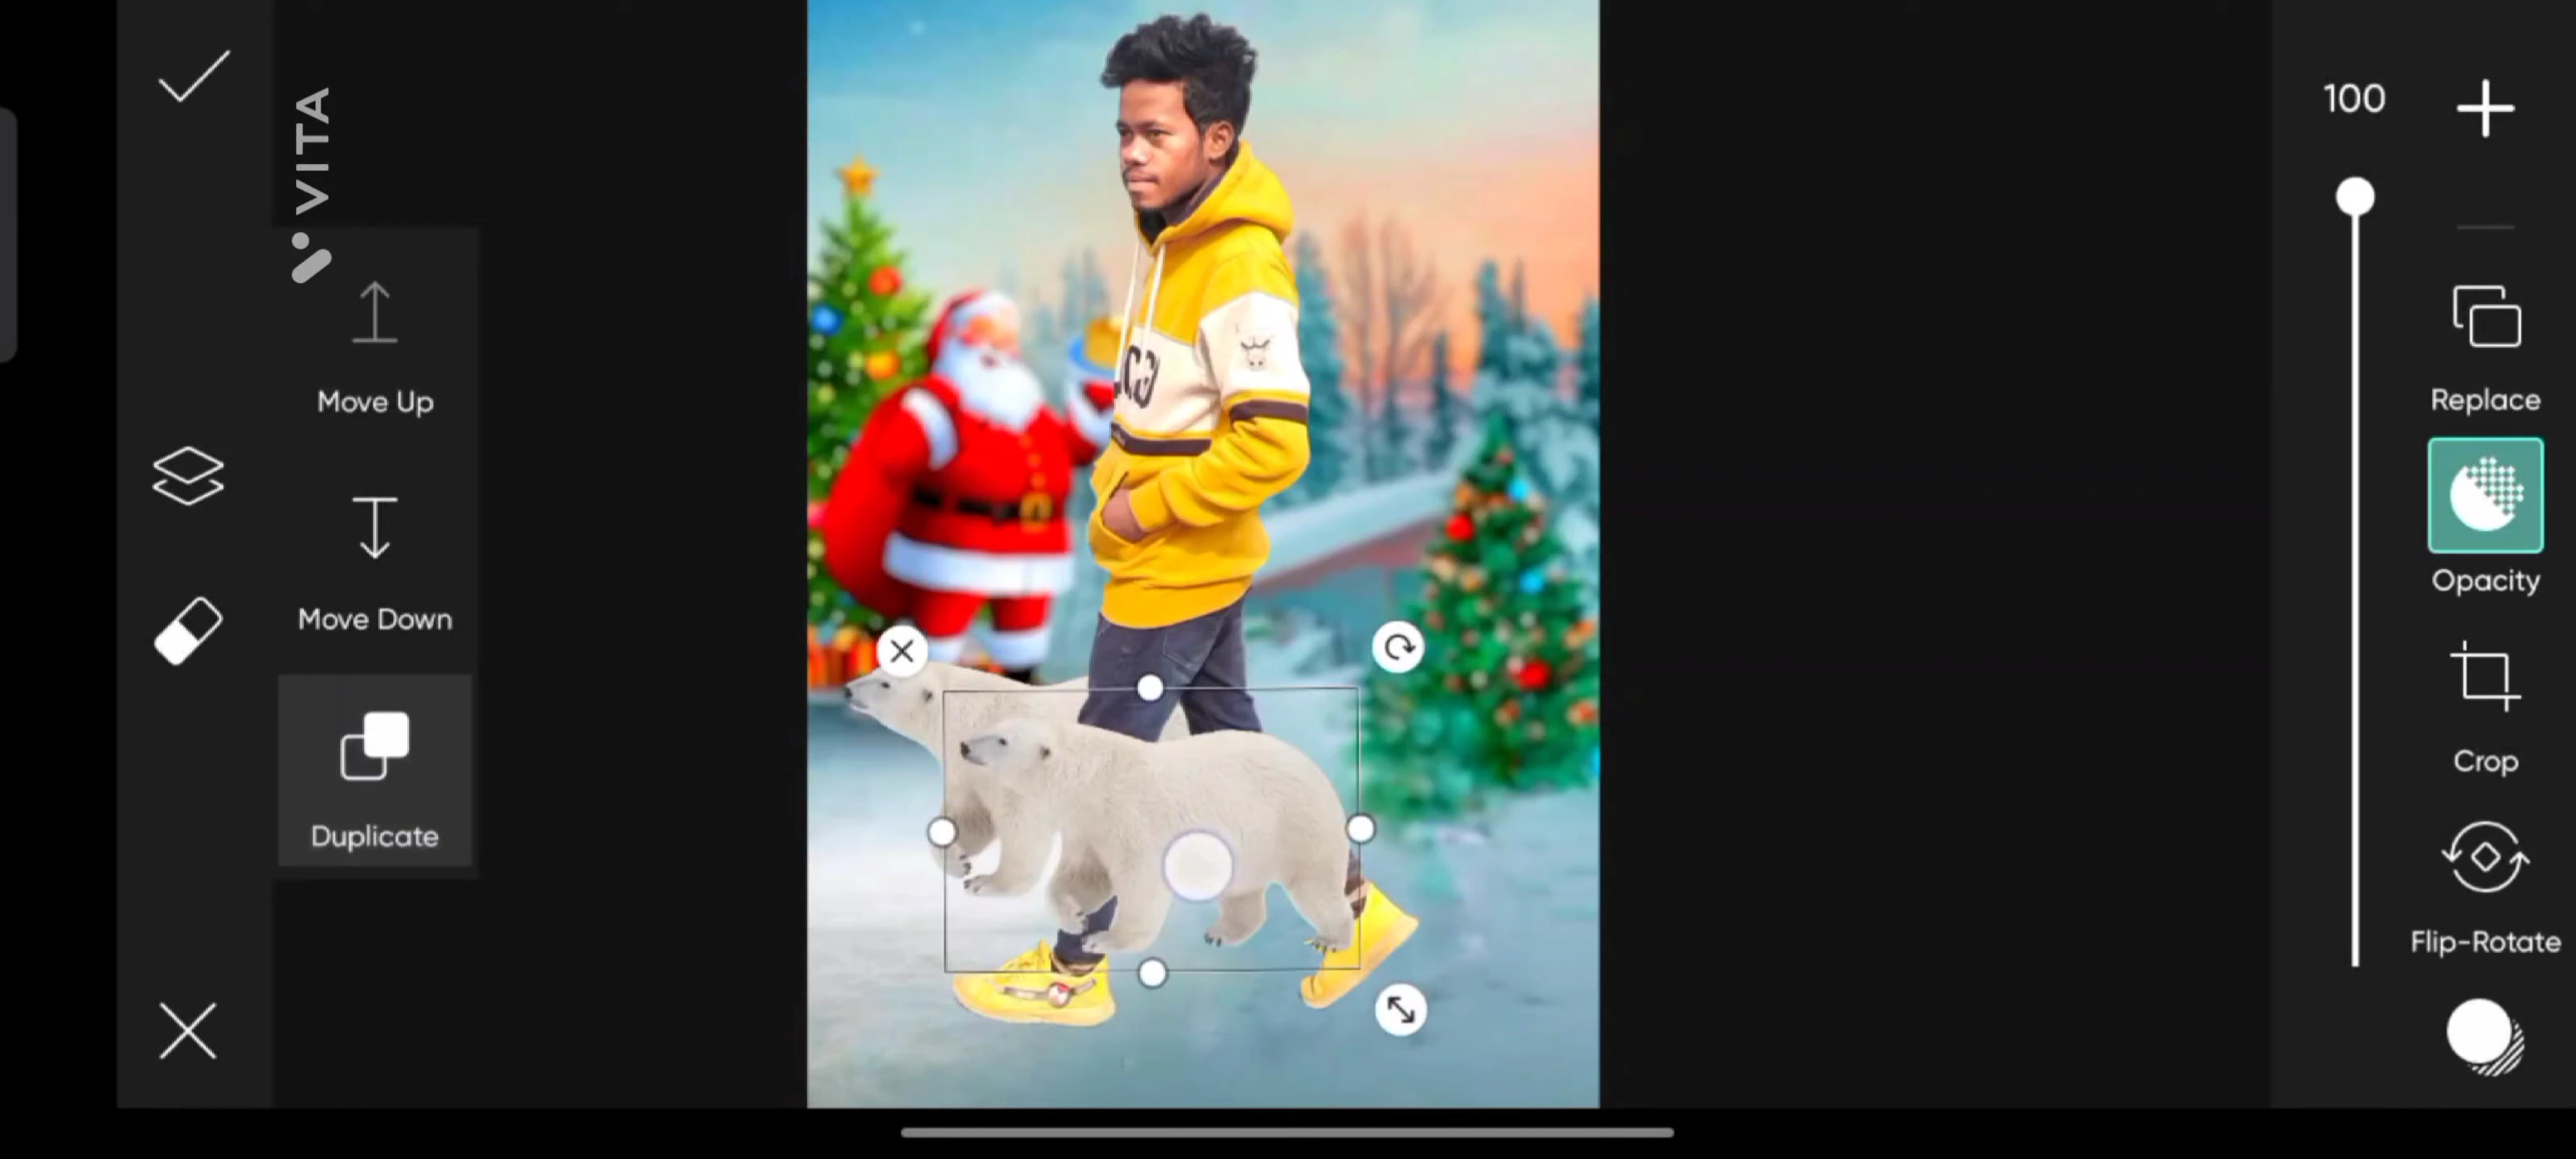 VITA
Move Up
Move Down
Duplicate
100
Replace
Opacity
Crop
Flip-Rotate